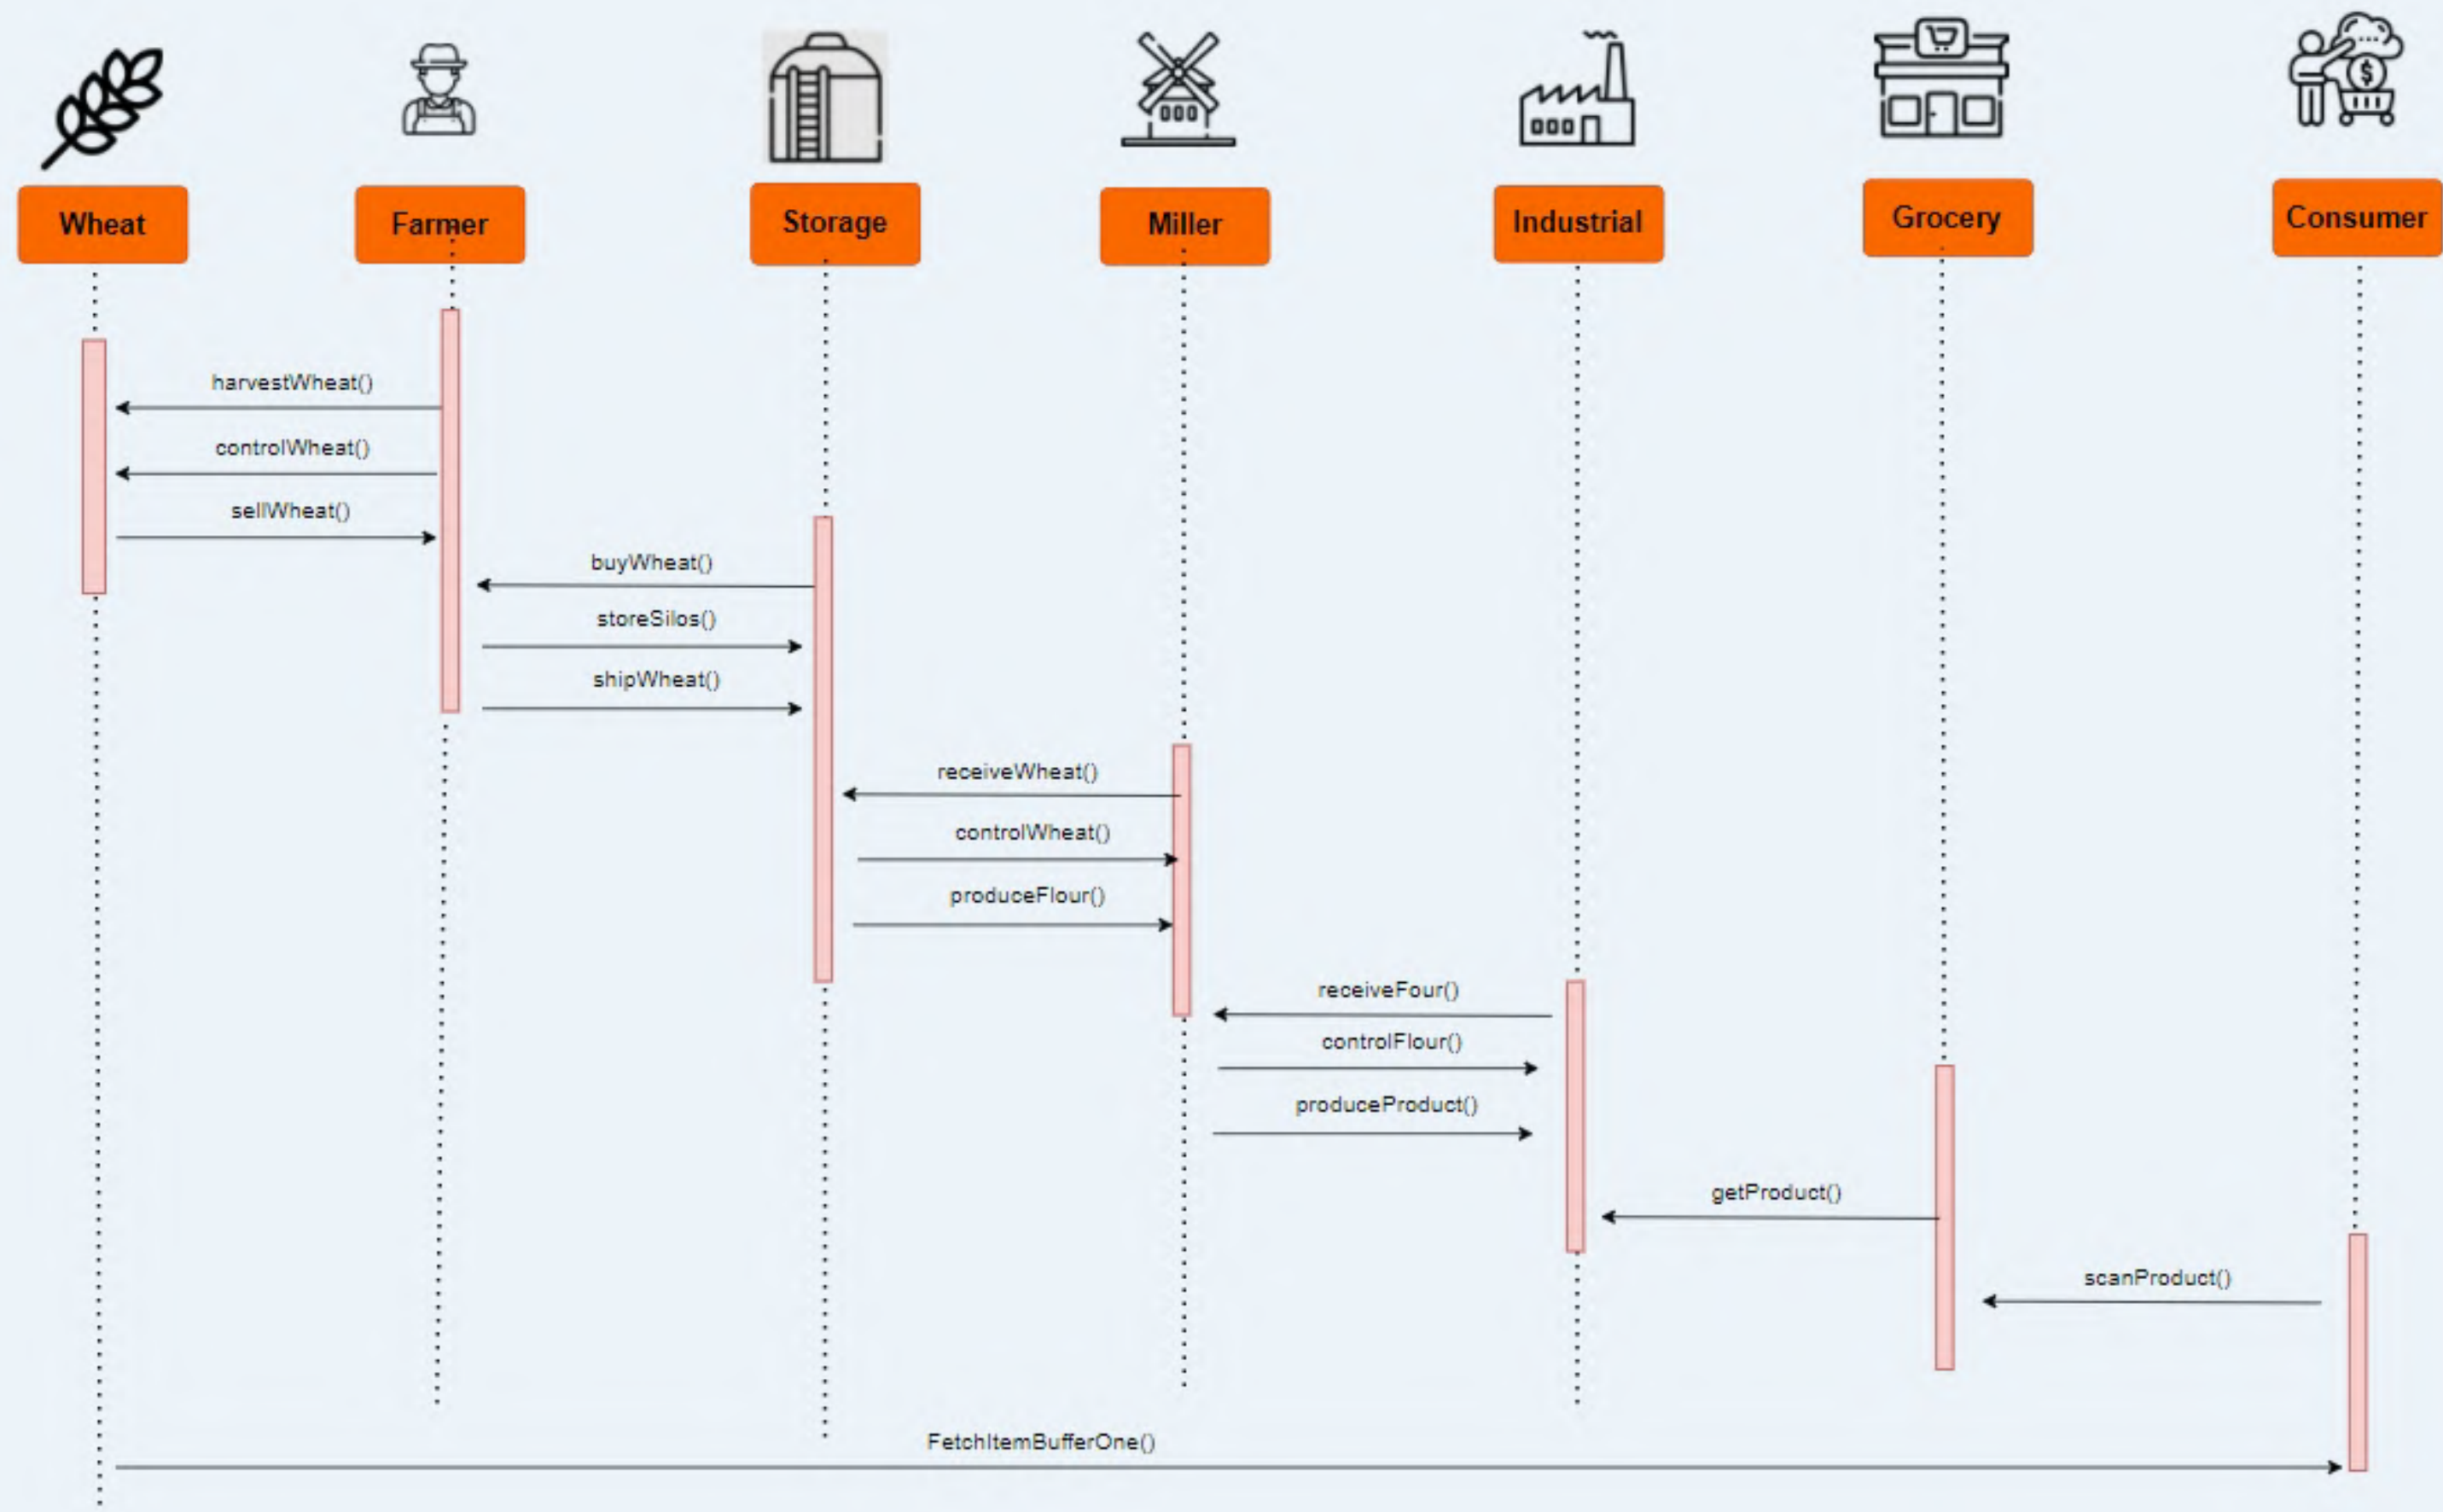 Wheat
Farmer
Storage
Miller
Industrial
Grocery
Consumer
harvestWheat()
controlWheat()
sellWheat()
buyWheat()
storeSilos()
shipWheat()
receiveWheat()
controlWheat()
produceFlour()
receiveFour()
controlFlour()
produceProduct()
getProduct()
scanProduct()
FetchItemBufferOne()
$